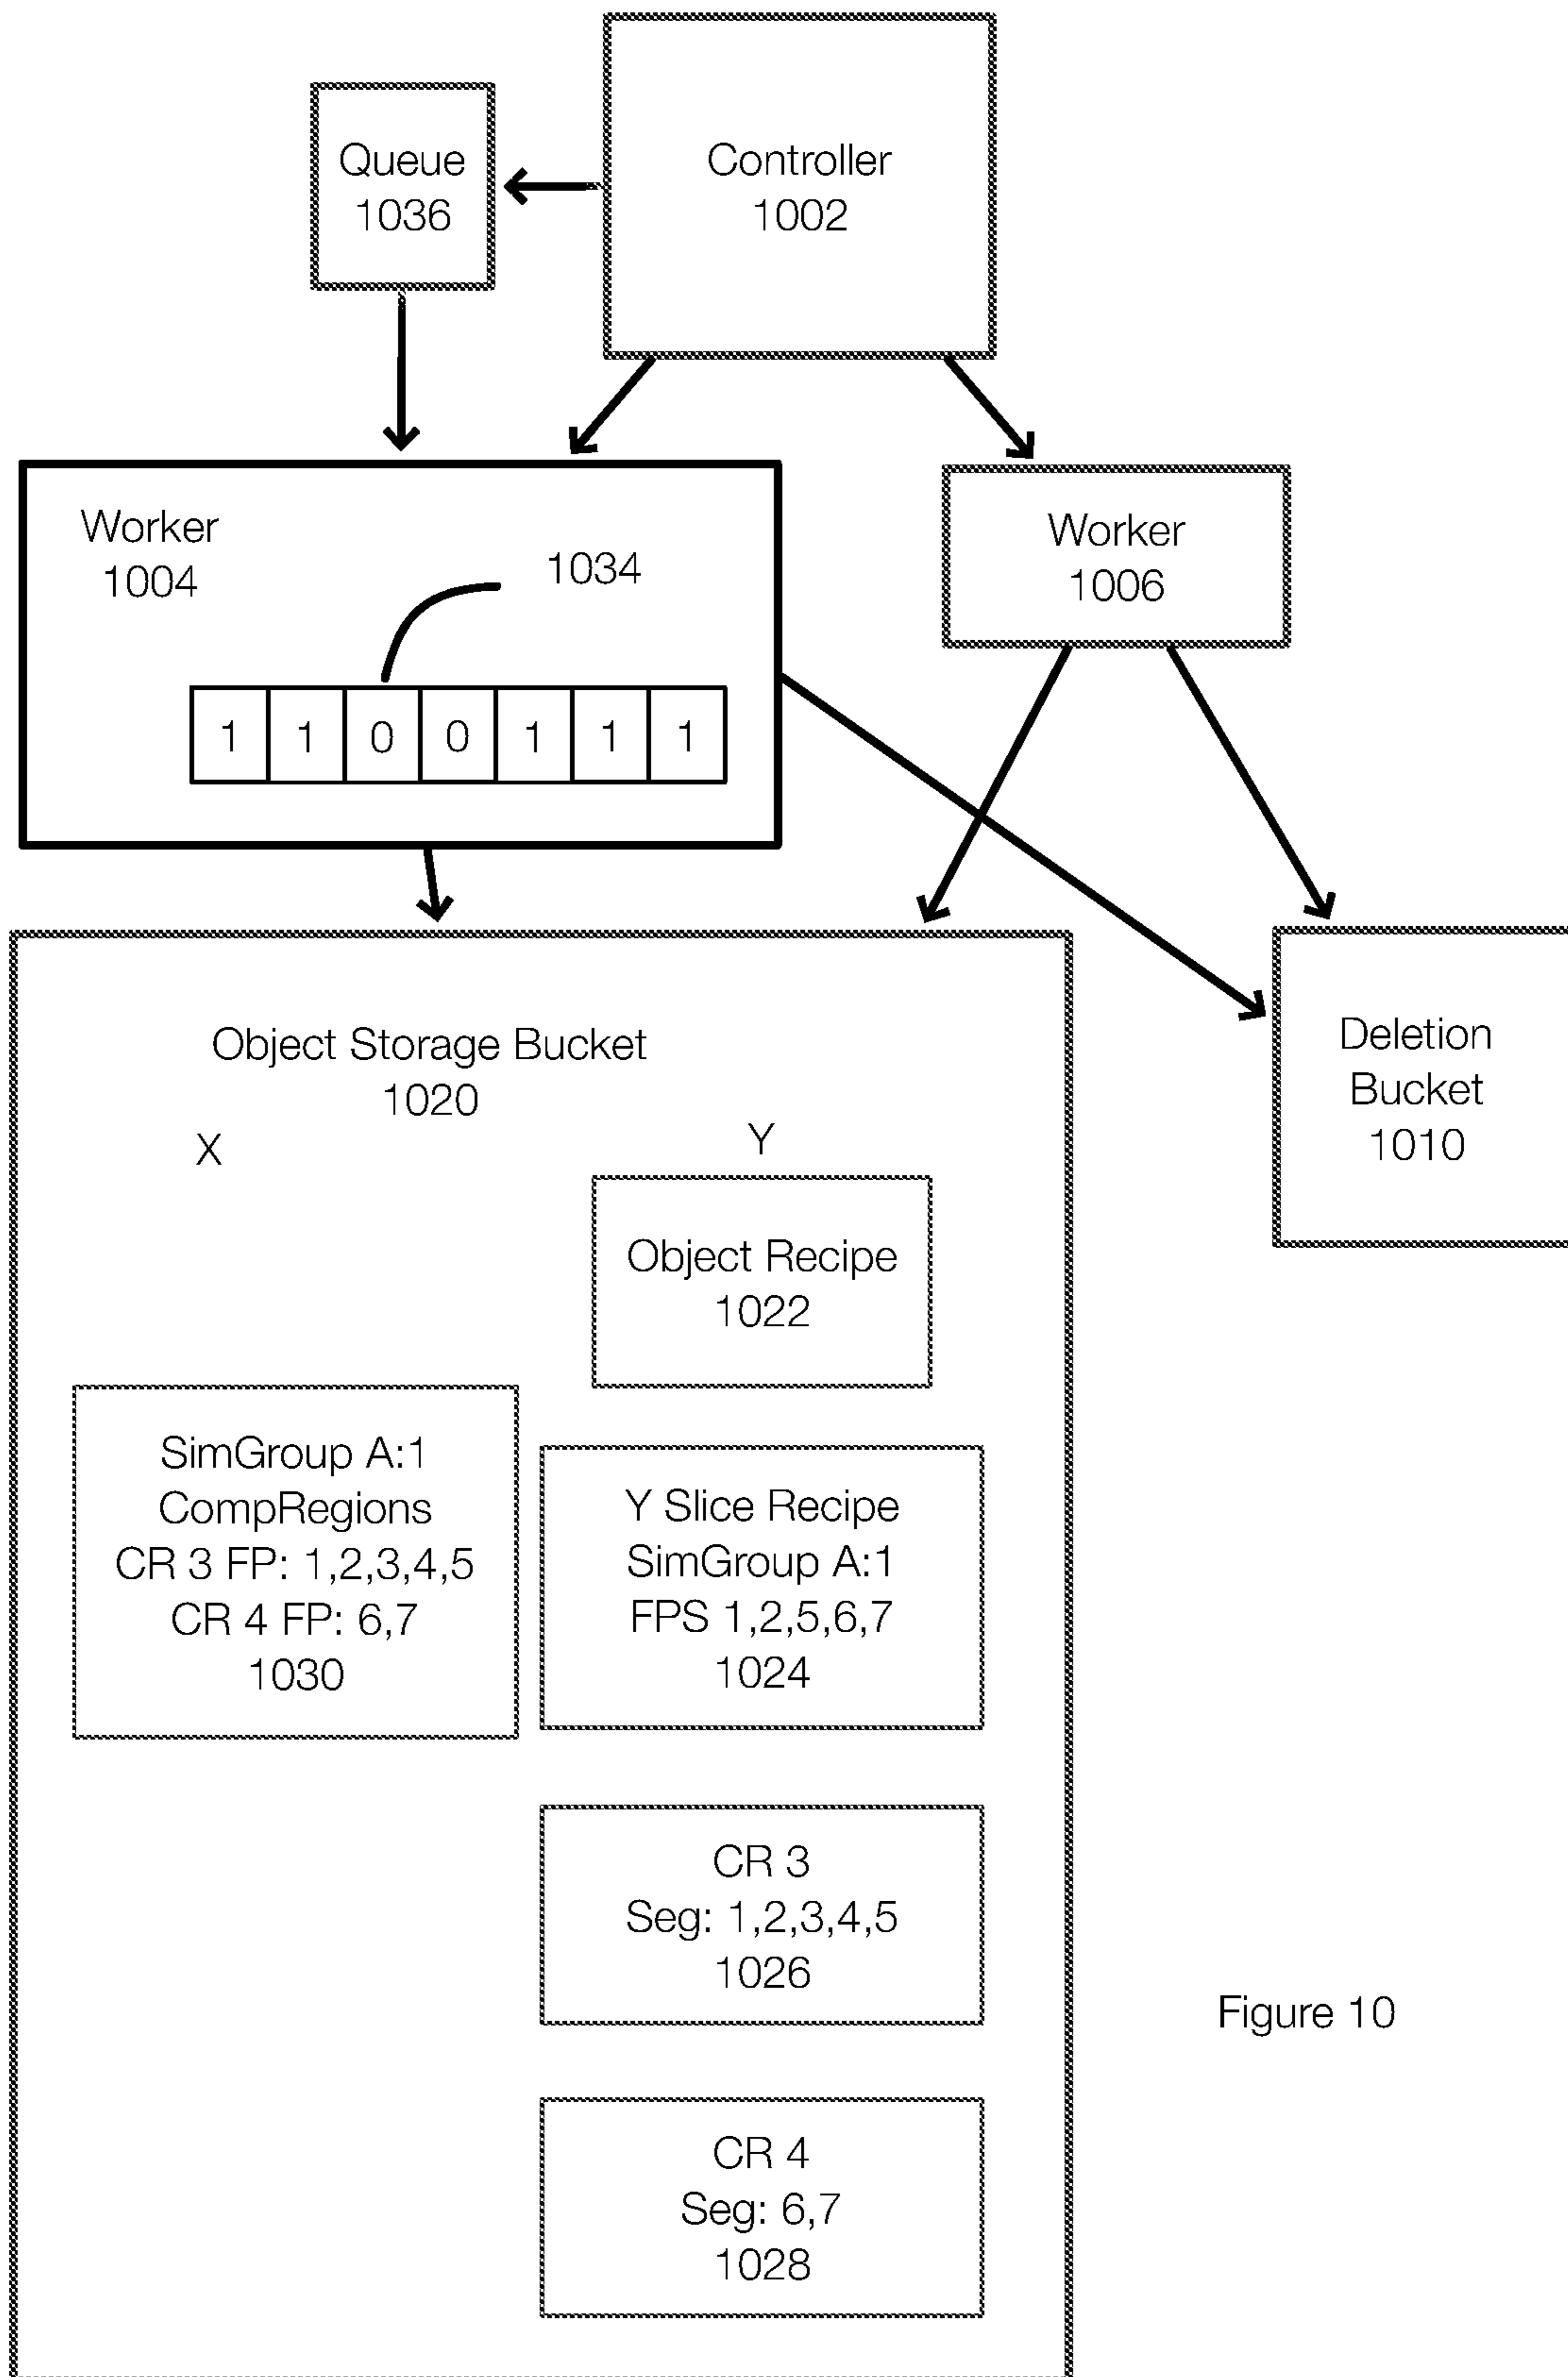 Queue
1036
Controller
1002
Worker
1004
1034
1 1 0 0 1 1 1
Worker
1006
Object Storage Bucket
1020
X
Y
Deletion
Bucket
1010
Object Recipe
1022
SimGroup A:1
CompRegions
CR 3 FP: 1,2,3,4,5
CR 4 FP: 6,7
1030
Y Slice Recipe
SimGroup A:1
FPS 1,2,5,6,7
1024
CR 3
Seg: 1,2,3,4,5
1026
CR 4
Seg: 6,7
1028
Figure 10